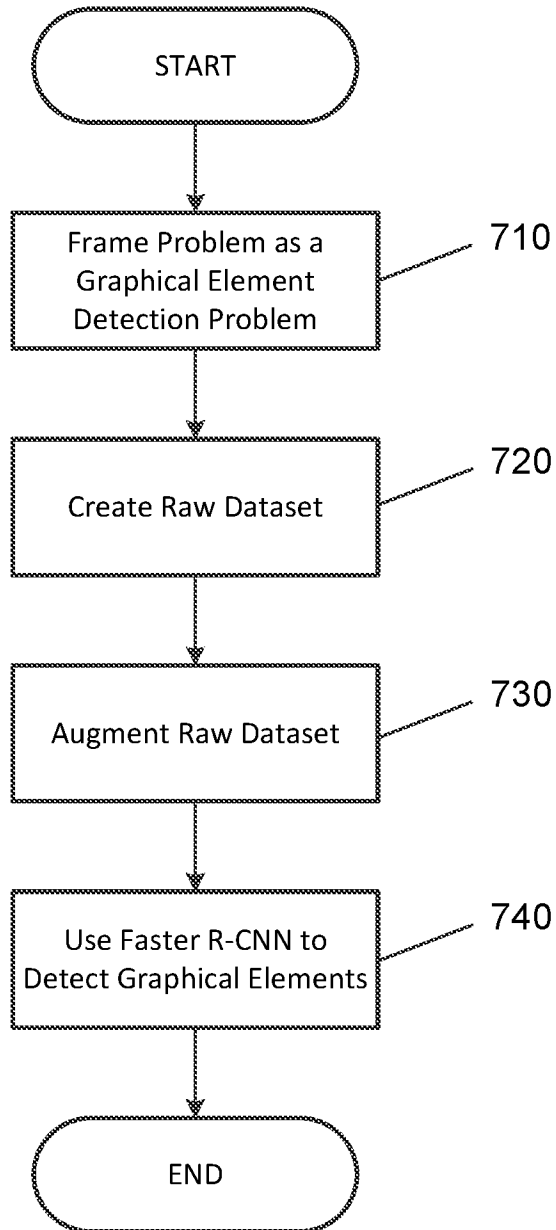 START
Frame Problem as a
Graphical Element
Detection Problem
710
Create Raw Dataset
720
Augment Raw Dataset
730
Use Faster R-CNN to
Detect Graphical Elements
740
END